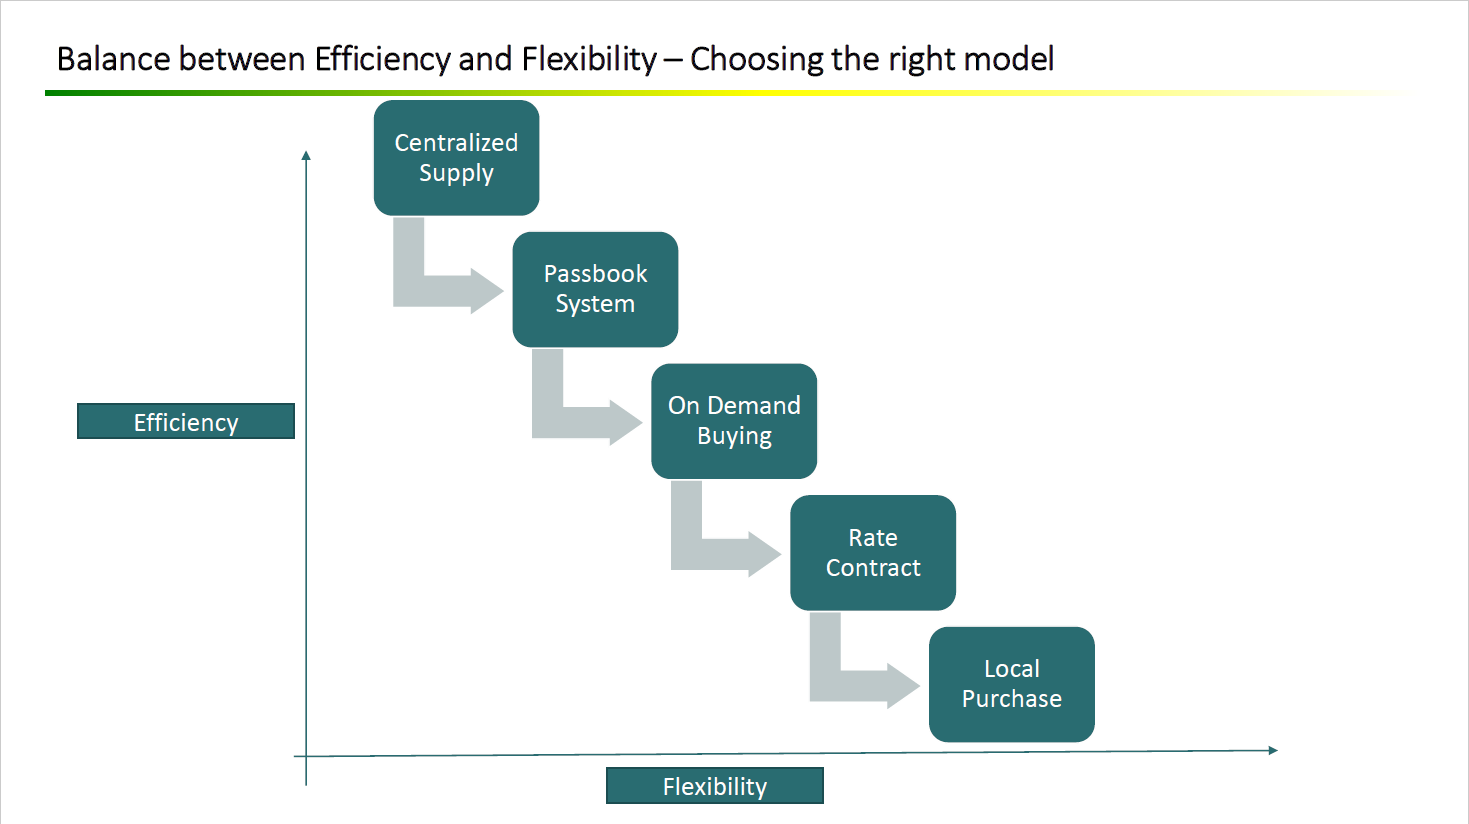 Balance between Efficiency and Flexibility – Choosing the right model
Centralized
Supply
Passbook
System
On Demand
Buying
Efficiency
Rate
Contract
Local
Purchase
Flexibility